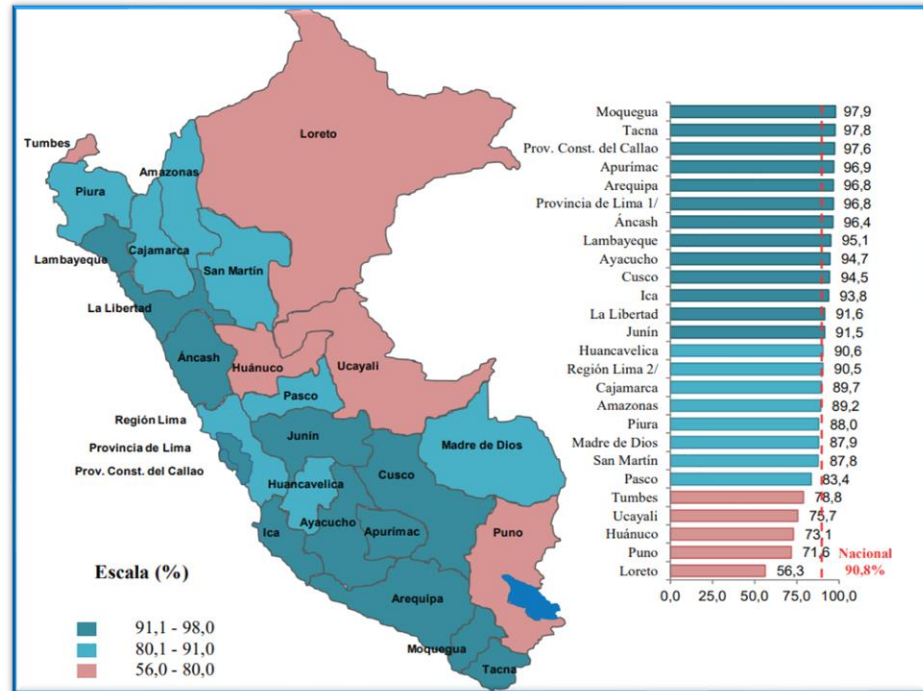 Loreto
Tumbes
Amazonas
Piura
Cajamarca
Lambayeque
San Martín
La Libertad
Áncash
Huánuco
Ucayali
Pasco
Región Lima
Junín
Madre de Dios
Provincia de Lima
Prov. Const. del Callao
Cusco
Huancavelica
Ica
Ayacucho
Apurímac
Puno
Arequipa
Moquegua
Tacna
Escala (%)
91,1 - 98,0
80,1 - 91,0
56,0 - 80,0
Moquegua 97,9
Tacna 97,8
Prov. Const. del Callao 97,6
Apurímac 96,9
Arequipa 96,8
Provincia de Lima 1/ 96,8
Áncash 96,4
Lambayeque 95,1
Ayacucho 94,7
Cusco 94,5
Ica 93,8
La Libertad 91,6
Junín 91,5
Huancavelica 90,6
Región Lima 2/ 90,5
Cajamarca 89,7
Amazonas 89,2
Piura 88,0
Madre de Dios 87,9
San Martín 87,8
Pasco 83,4
Tumbes 78,8
Ucayali 75,7
Huánuco 73,1
Puno 71,6
Loreto 56,3
Nacional
90,8%
0,0 25,0 50,0 75,0 100,0